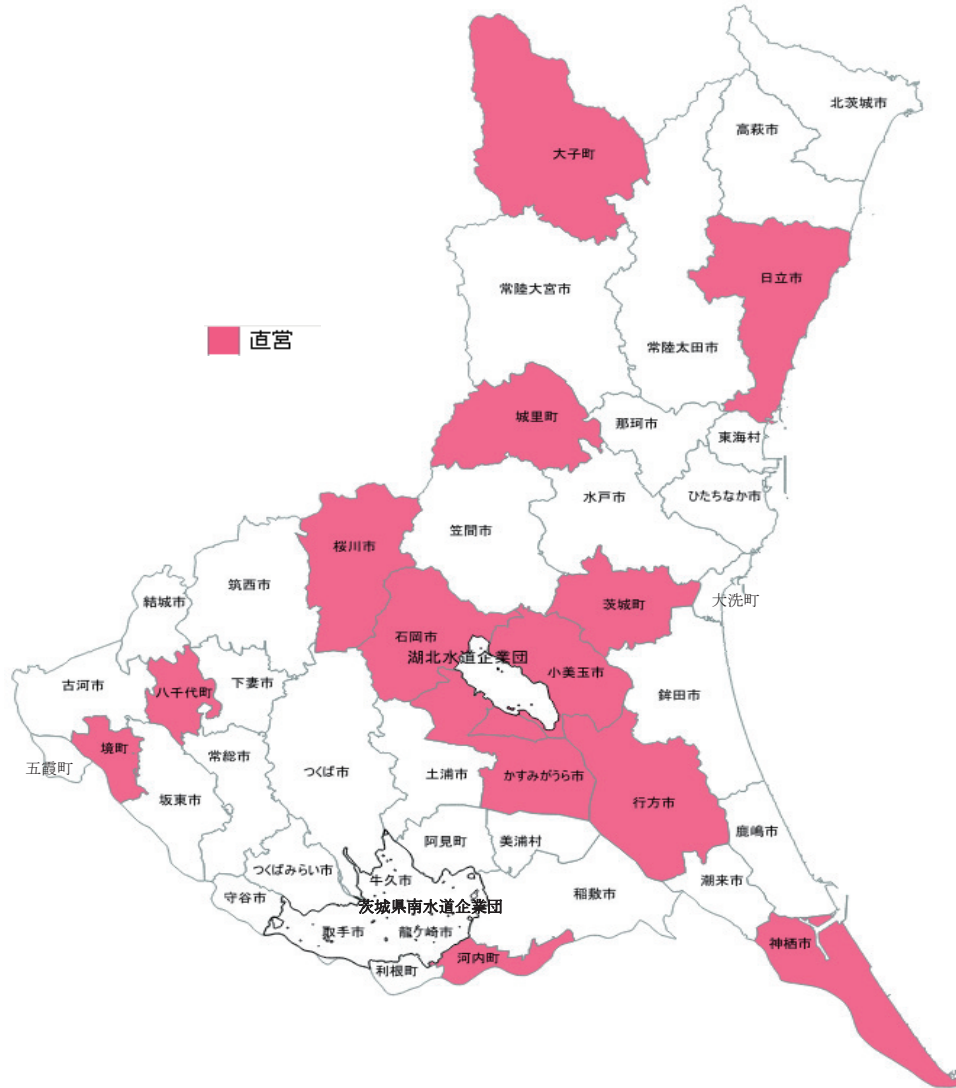 北茨城市
高萩市
大子町
日立市
常陸大宮市
直営
常陸太田市
城里町
那珂市
東海村
ひたちなか市
水戸市
笠間市
桜川市
筑西市
結城市
茨城町
大洗町
石岡市
湖北水道企業団
小美玉市
鉾田市
古河市
八千代町
下妻市
境町
常総市
五霞町
つくば市
土浦市
かすみがうら市
坂東市
行方市
鹿嶋市
阿見町
美浦村
つくばみらい市
牛久市
潮来市
稲敷市
守谷市
茨城県南水道企業団
取手市
龍ケ崎市
神栖市
河内町
利根町